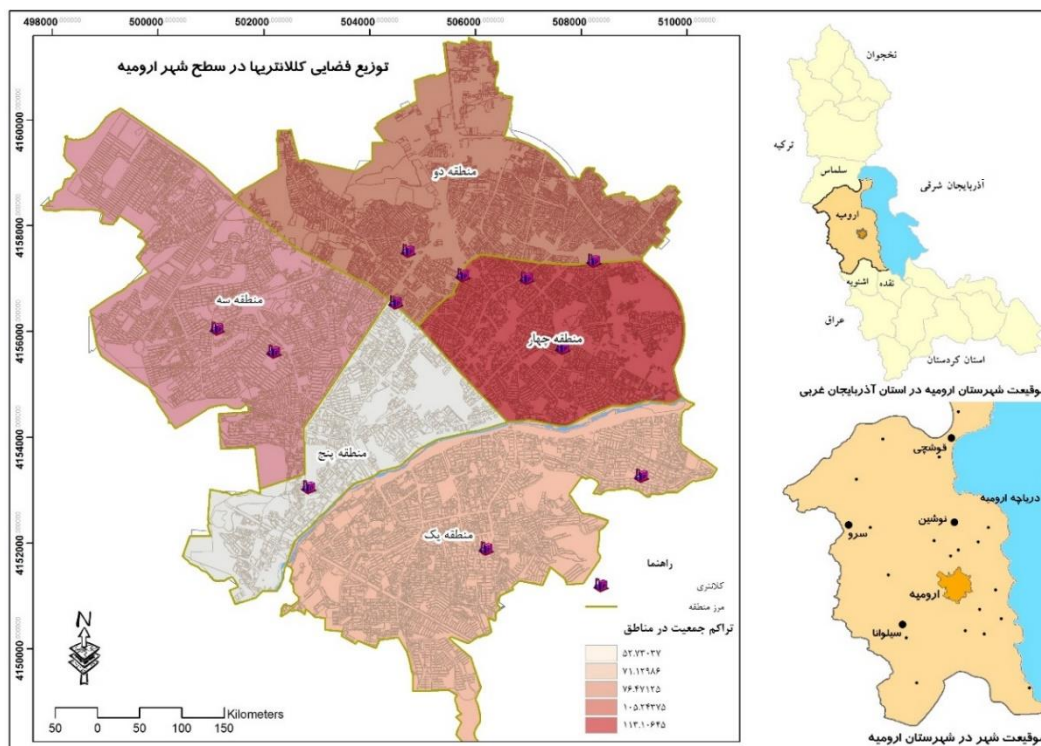 498000 500000 502000 504000 506000 508000 510000
توزیع فضایی کلانتریها در سطح شهر ارومیه
4160000
4158000
4156000
4154000
4152000
4150000
منطقه دو
منطقه سه
منطقه چهار
منطقه پنج
منطقه یک
راهنما
کلانتری
مرز منطقه
تراکم جمعیت در مناطق
۵۲.۷۳۰۳۷
۷۱.۱۲۹۸۶
۷۶.۴۷۱۲۵
۱۰۵.۲۴۳۷۵
۱۱۳.۱۰۶۴۵
N
50 0 50 100 150 Kilometers
نخجوان
ترکیه
سلماس
آذربایجان شرقی
ارومیه
اشنویه
نقده
عراق
استان کردستان
موقیعت شهرستان ارومیه در استان آذربایجان غربی
قوشچی
دریاچه ارومیه
نوشین
سرو
ارومیه
سیلوانا
موقیعت شهر در شهرستان ارومیه